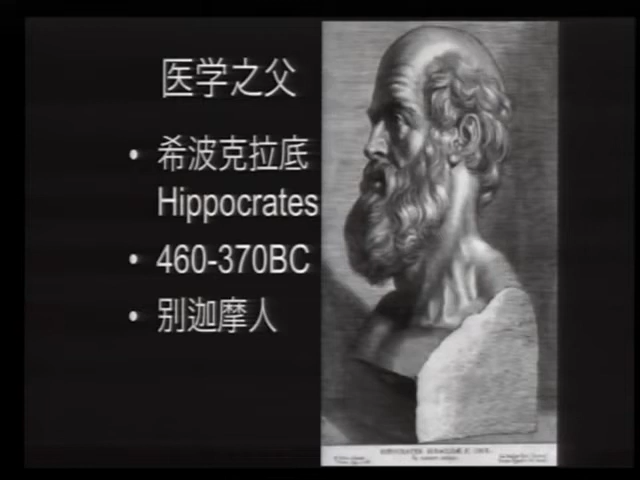 医学之父
• 希波克拉底
Hippocrates
• 460-370BC
• 别迦摩人